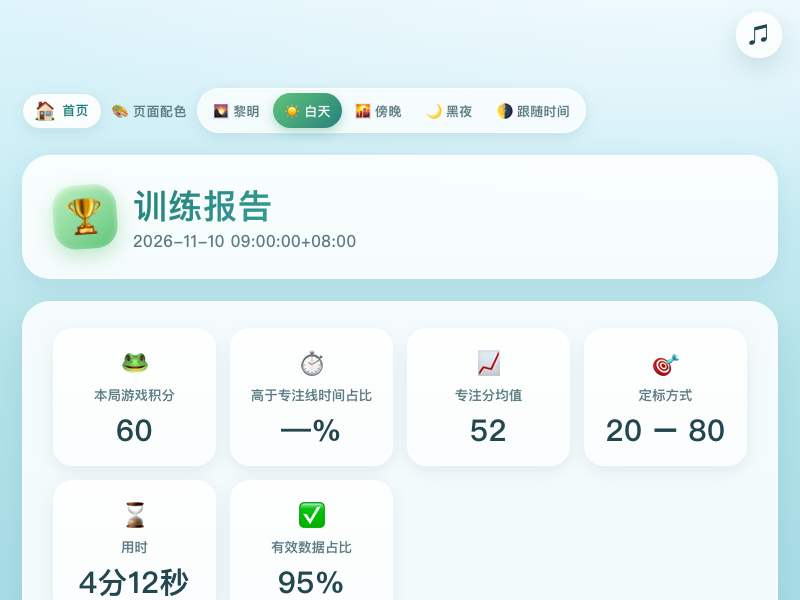 首页
页面配色
黎明
白天
傍晚
黑夜
跟随时间
训练报告
2026-11-10 09:00:00+08:00
本局游戏积分
60
高于专注线时间占比
—%
专注分均值
52
定标方式
20 — 80
用时
4分12秒
有效数据占比
95%